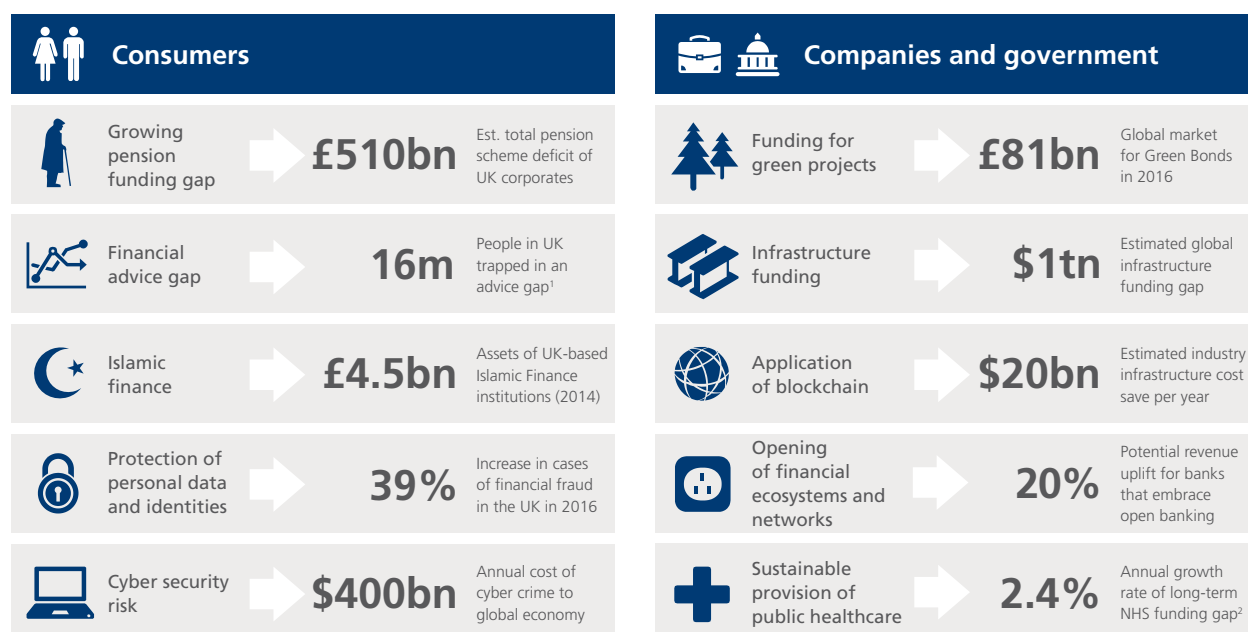 Consumers
Growing
pension
funding gap
£510bn
Est. total pension
scheme deficit of
UK corporates
Financial
advice gap
16m
People in UK
trapped in an
advice gap¹
Islamic
finance
£4.5bn
Assets of UK-based
Islamic Finance
institutions (2014)
Protection of
personal data
and identities
39%
Increase in cases
of financial fraud
in the UK in 2016
Cyber security
risk
$400bn
Annual cost of
cyber crime to
global economy
Companies and government
Funding for
green projects
£81bn
Global market
for Green Bonds
in 2016
Infrastructure
funding
$1tn
Estimated global
infrastructure
funding gap
Application
of blockchain
$20bn
Estimated industry
infrastructure cost
save per year
Opening
of financial
ecosystems and
networks
20%
Potential revenue
uplift for banks
that embrace
open banking
Sustainable
provision of
public healthcare
2.4%
Annual growth
rate of long-term
NHS funding gap²